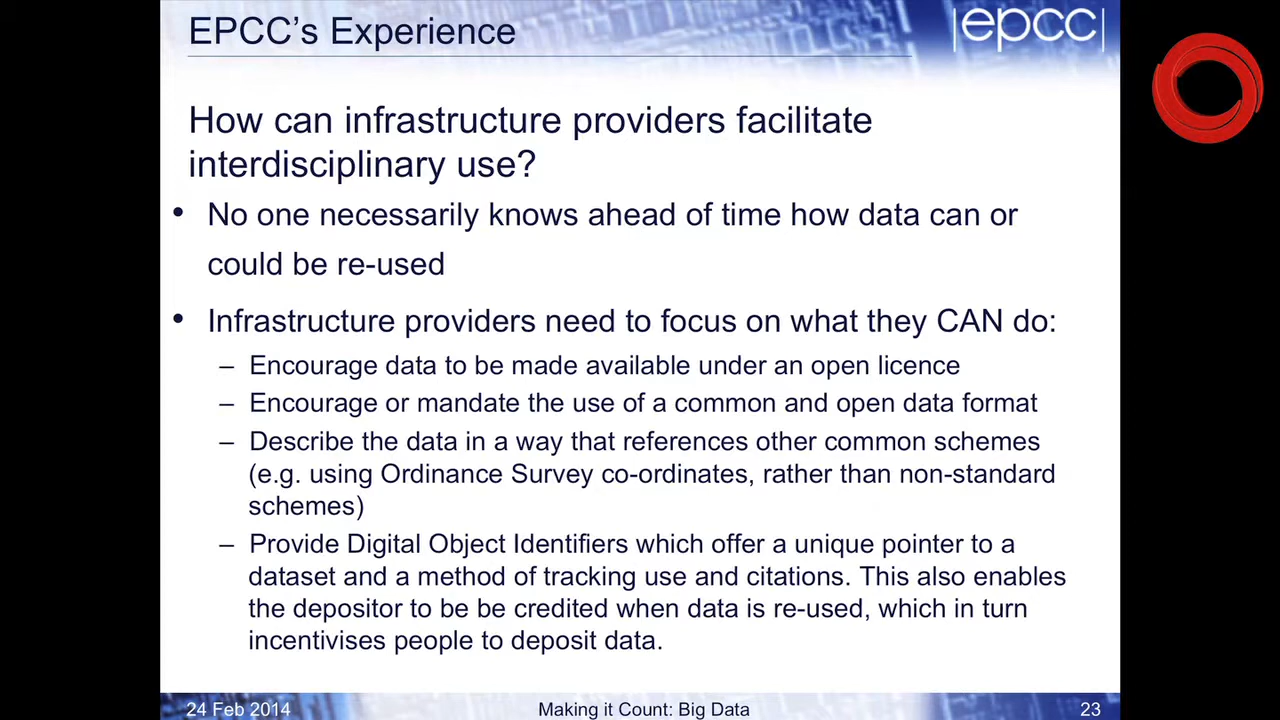 EPCC’s Experience
|epcc|
How can infrastructure providers facilitate
interdisciplinary use?
• No one necessarily knows ahead of time how data can or
could be re-used
• Infrastructure providers need to focus on what they CAN do:
– Encourage data to be made available under an open licence
– Encourage or mandate the use of a common and open data format
– Describe the data in a way that references other common schemes
(e.g. using Ordinance Survey co-ordinates, rather than non-standard
schemes)
– Provide Digital Object Identifiers which offer a unique pointer to a
dataset and a method of tracking use and citations. This also enables
the depositor to be be credited when data is re-used, which in turn
incentivises people to deposit data.
24 Feb 2014
Making it Count: Big Data
23